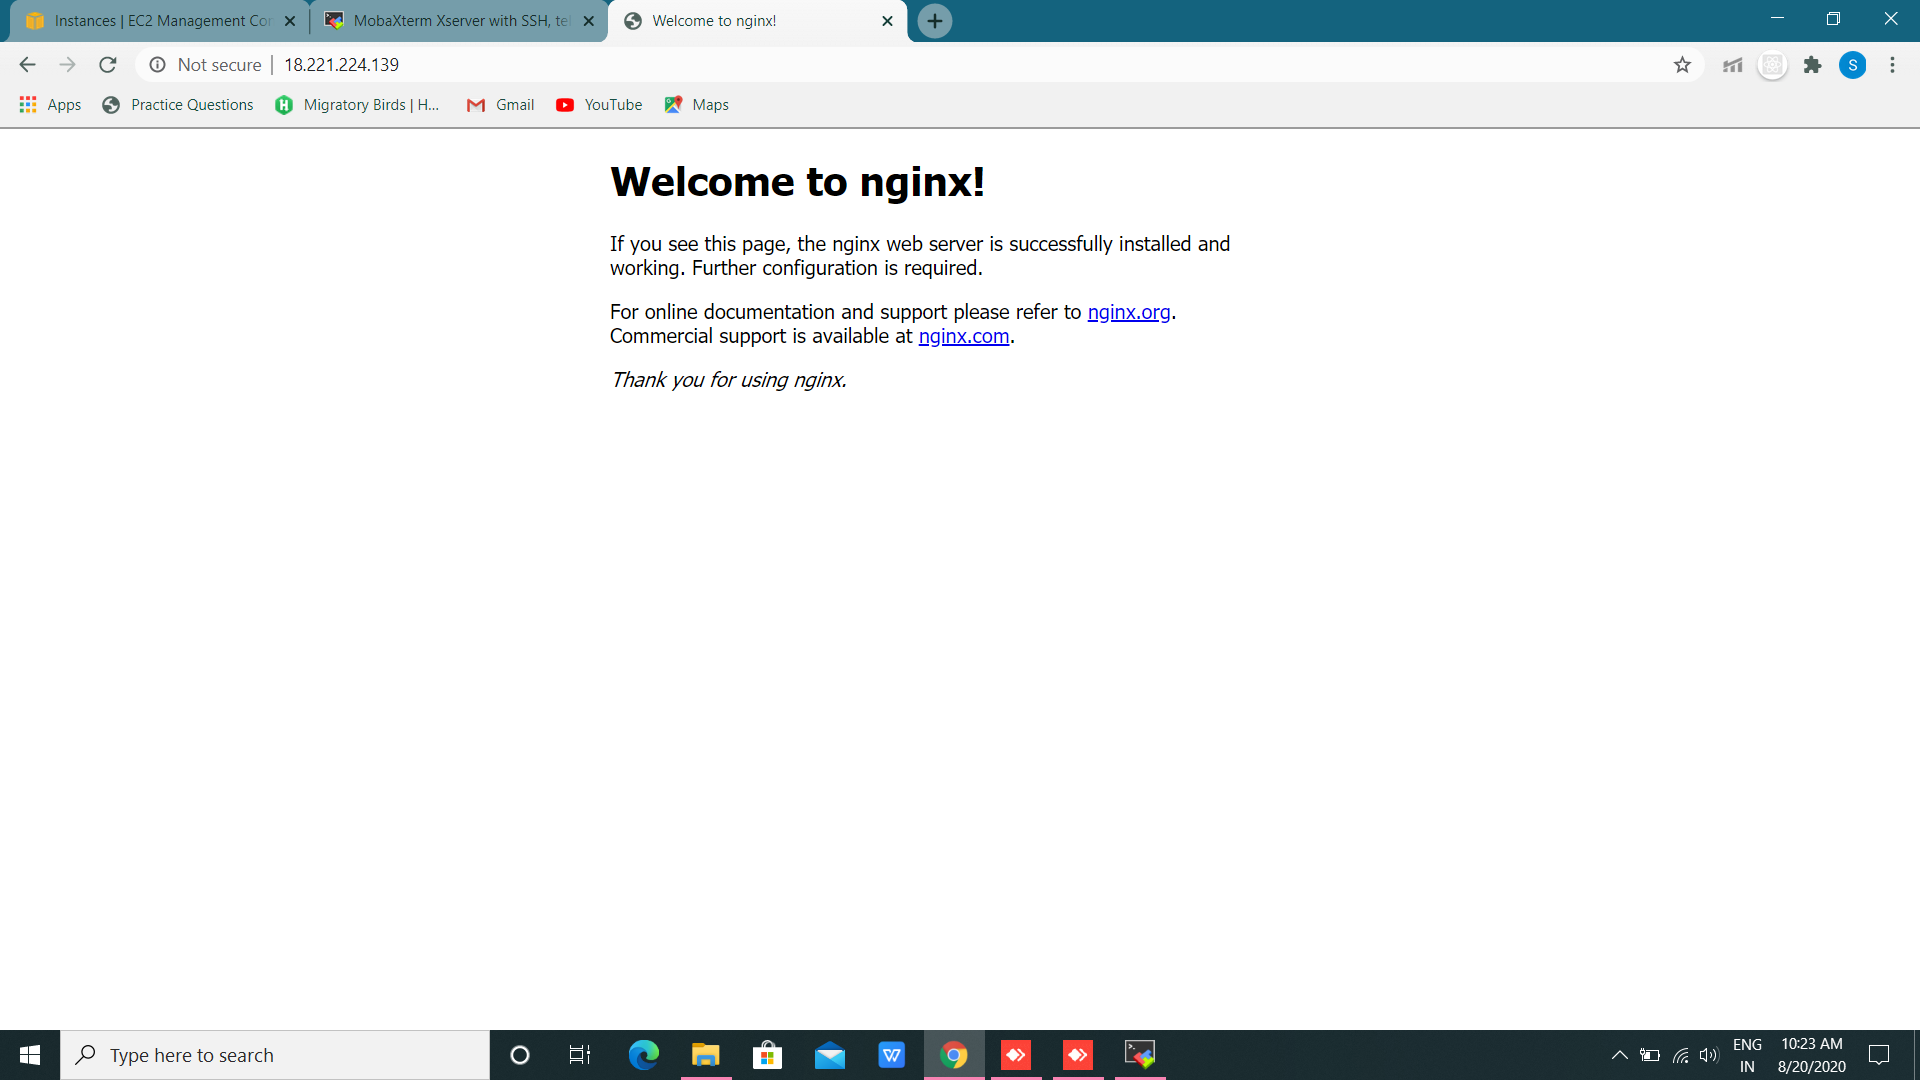 Instances | EC2 Management Con
MobaXterm Xserver with SSH, tel
Welcome to nginx!
Not secure
18.221.224.139
S
Apps
Practice Questions
H
Migratory Birds | H...
Gmail
YouTube
Maps
Welcome to nginx!
If you see this page, the nginx web server is successfully installed and
working. Further configuration is required.
For online documentation and support please refer to nginx.org.
Commercial support is available at nginx.com.
Thank you for using nginx.
Type here to search
W
ENG
IN
10:23 AM
8/20/2020